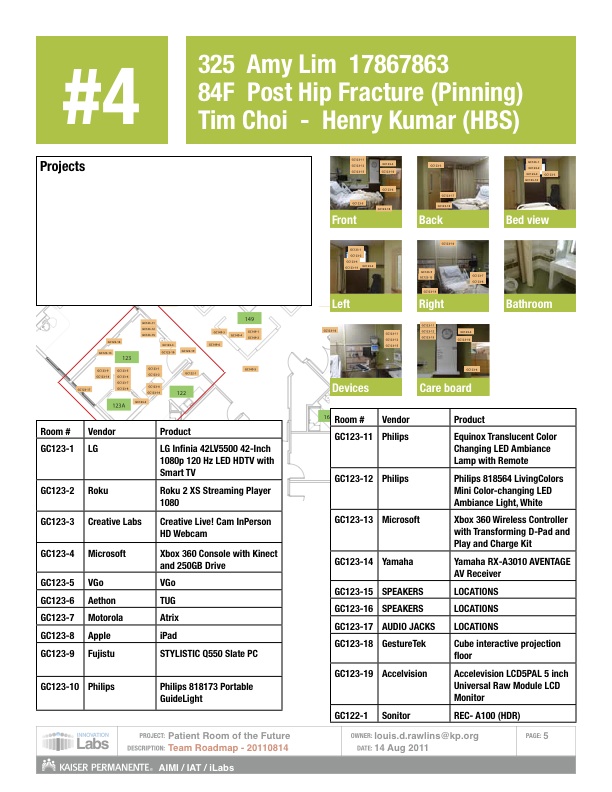 #4
325 Amy Lim 17867863
84F Post Hip Fracture (Pinning)
Tim Choi - Henry Kumar (HBS)
Projects
Front
Back
Bed view
Left
Right
Bathroom
Devices
Care board
149
123
122
123A
16
Room # Vendor Product
GC123-1 LG LG Infinia 42LV5500 42-Inch
1080p 120 Hz LED HDTV with
Smart TV
GC123-2 Roku Roku 2 XS Streaming Player
1080
GC123-3 Creative Labs Creative Live! Cam InPerson
HD Webcam
GC123-4 Microsoft Xbox 360 Console with Kinect
and 250GB Drive
GC123-5 VGo VGo
GC123-6 Aethon TUG
GC123-7 Motorola Atrix
GC123-8 Apple iPad
GC123-9 Fujistu STYLISTIC Q550 Slate PC
GC123-10 Philips Philips 818173 Portable
GuideLight
Room # Vendor Product
GC123-11 Philips Equinox Translucent Color
Changing LED Ambiance
Lamp with Remote
GC123-12 Philips Philips 818564 LivingColors
Mini Color-changing LED
Ambiance Light, White
GC123-13 Microsoft Xbox 360 Wireless Controller
with Transforming D-Pad and
Play and Charge Kit
GC123-14 Yamaha Yamaha RX-A3010 AVENTAGE
AV Receiver
GC123-15 SPEAKERS LOCATIONS
GC123-16 SPEAKERS LOCATIONS
GC123-17 AUDIO JACKS LOCATIONS
GC123-18 GestureTek Cube interactive projection
floor
GC123-19 Accelvision Accelevision LCD5PAL 5 inch
Universal Raw Module LCD
Monitor
GC122-1 Sonitor REC- A100 (HDR)
INNOVATION
Labs
PROJECT: Patient Room of the Future
DESCRIPTION: Team Roadmap - 20110814
OWNER: louis.d.rawlins@kp.org
DATE: 14 Aug 2011
PAGE: 5
KAISER PERMANENTE® AIMI / IAT / iLabs